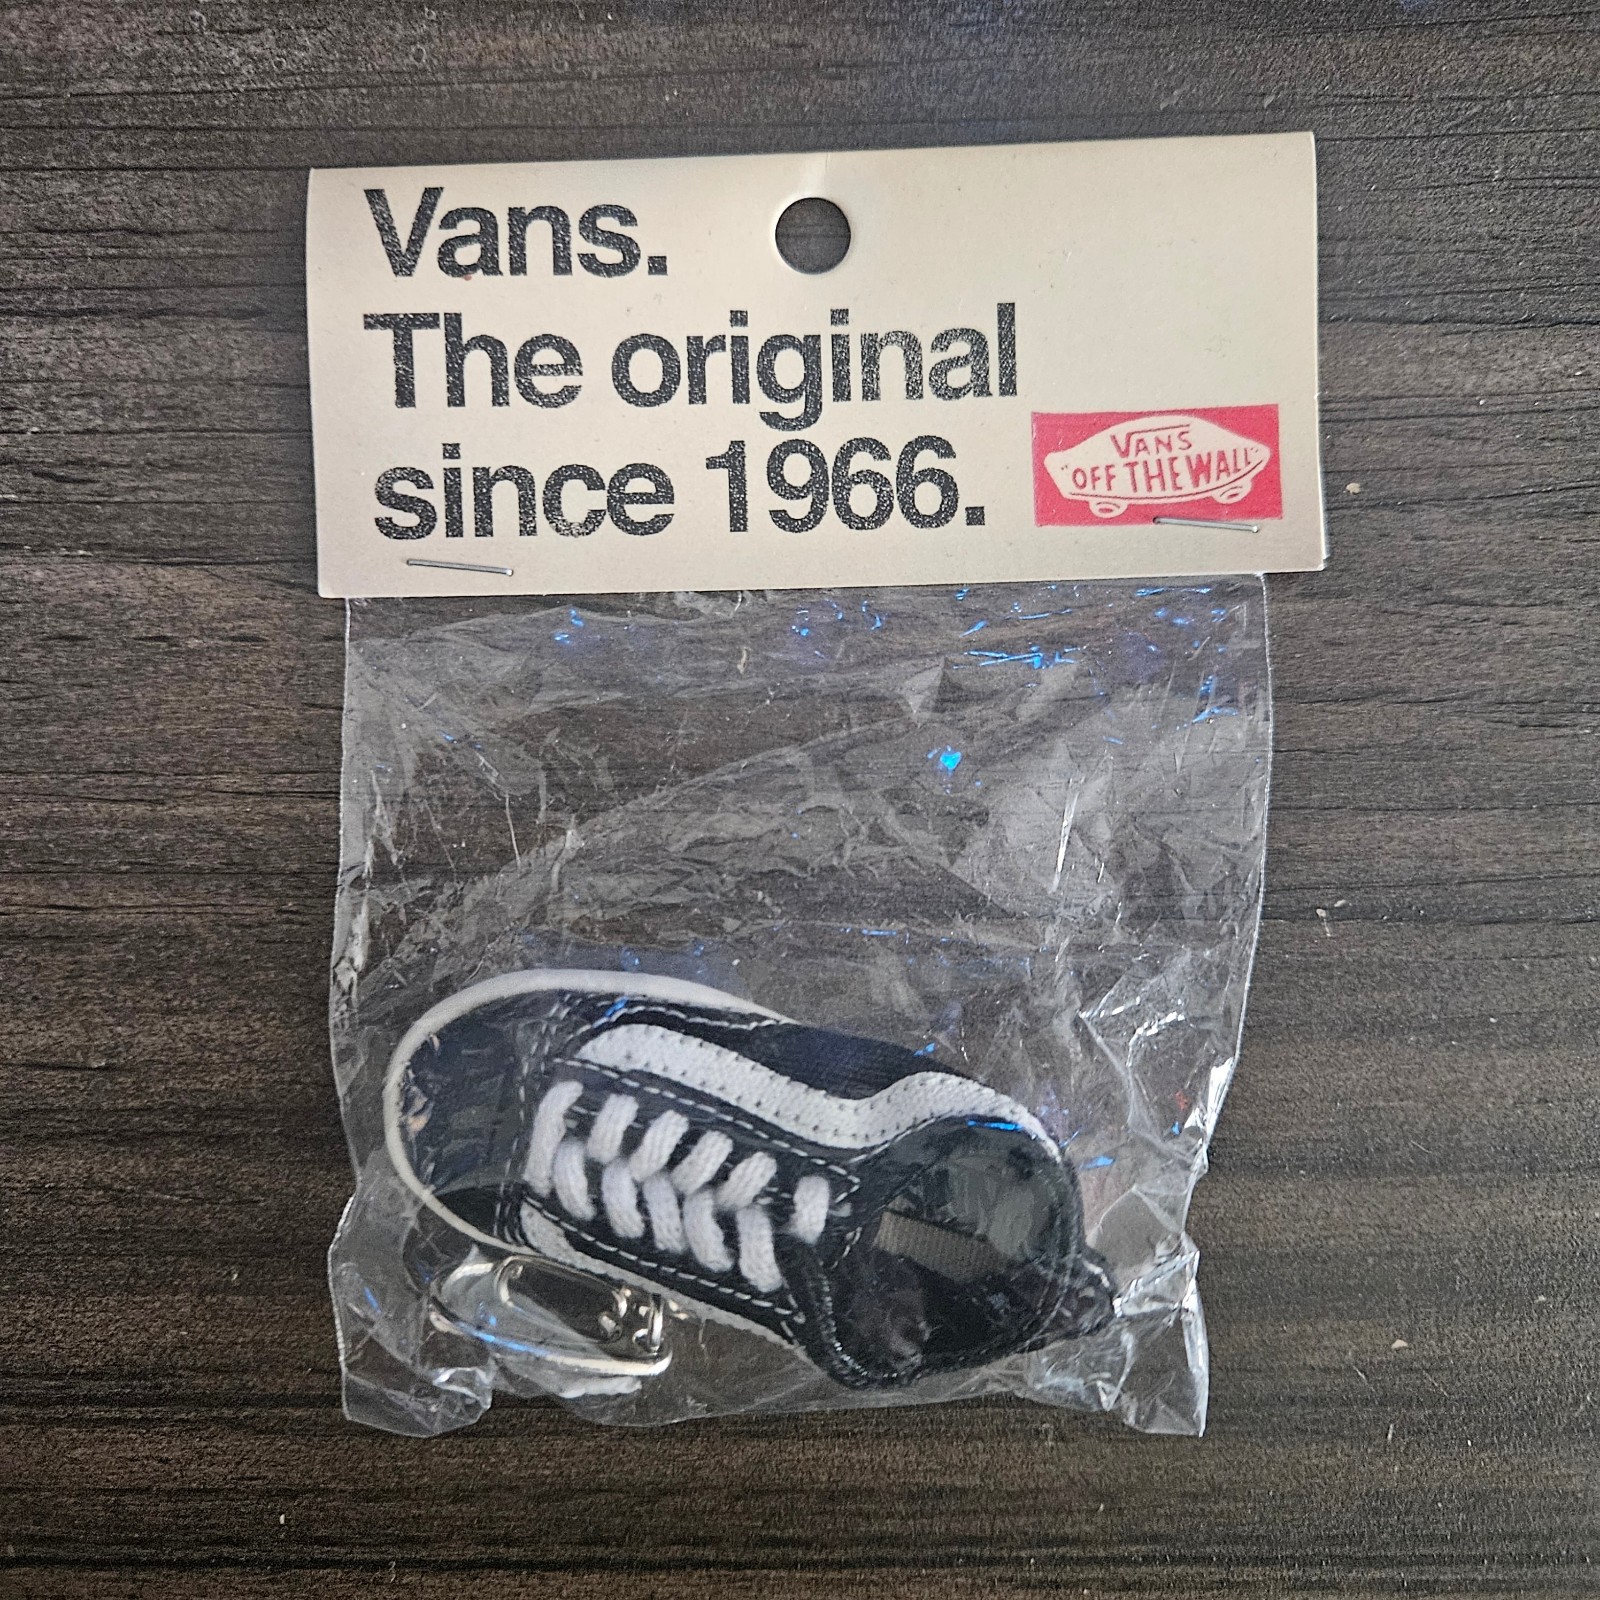 Vans.
The original
since 1966.
VANS
"OFF THE WALL"